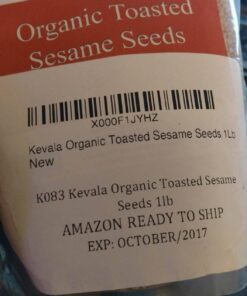 Organic Toasted
Sesame Seeds
X000F1JYHZ
Kevala Organic Toasted Sesame Seeds 1Lb
New
K083 Kevala Organic Toasted Sesame
Seeds 1lb
AMAZON READY TO SHIP
EXP: OCTOBER/2017